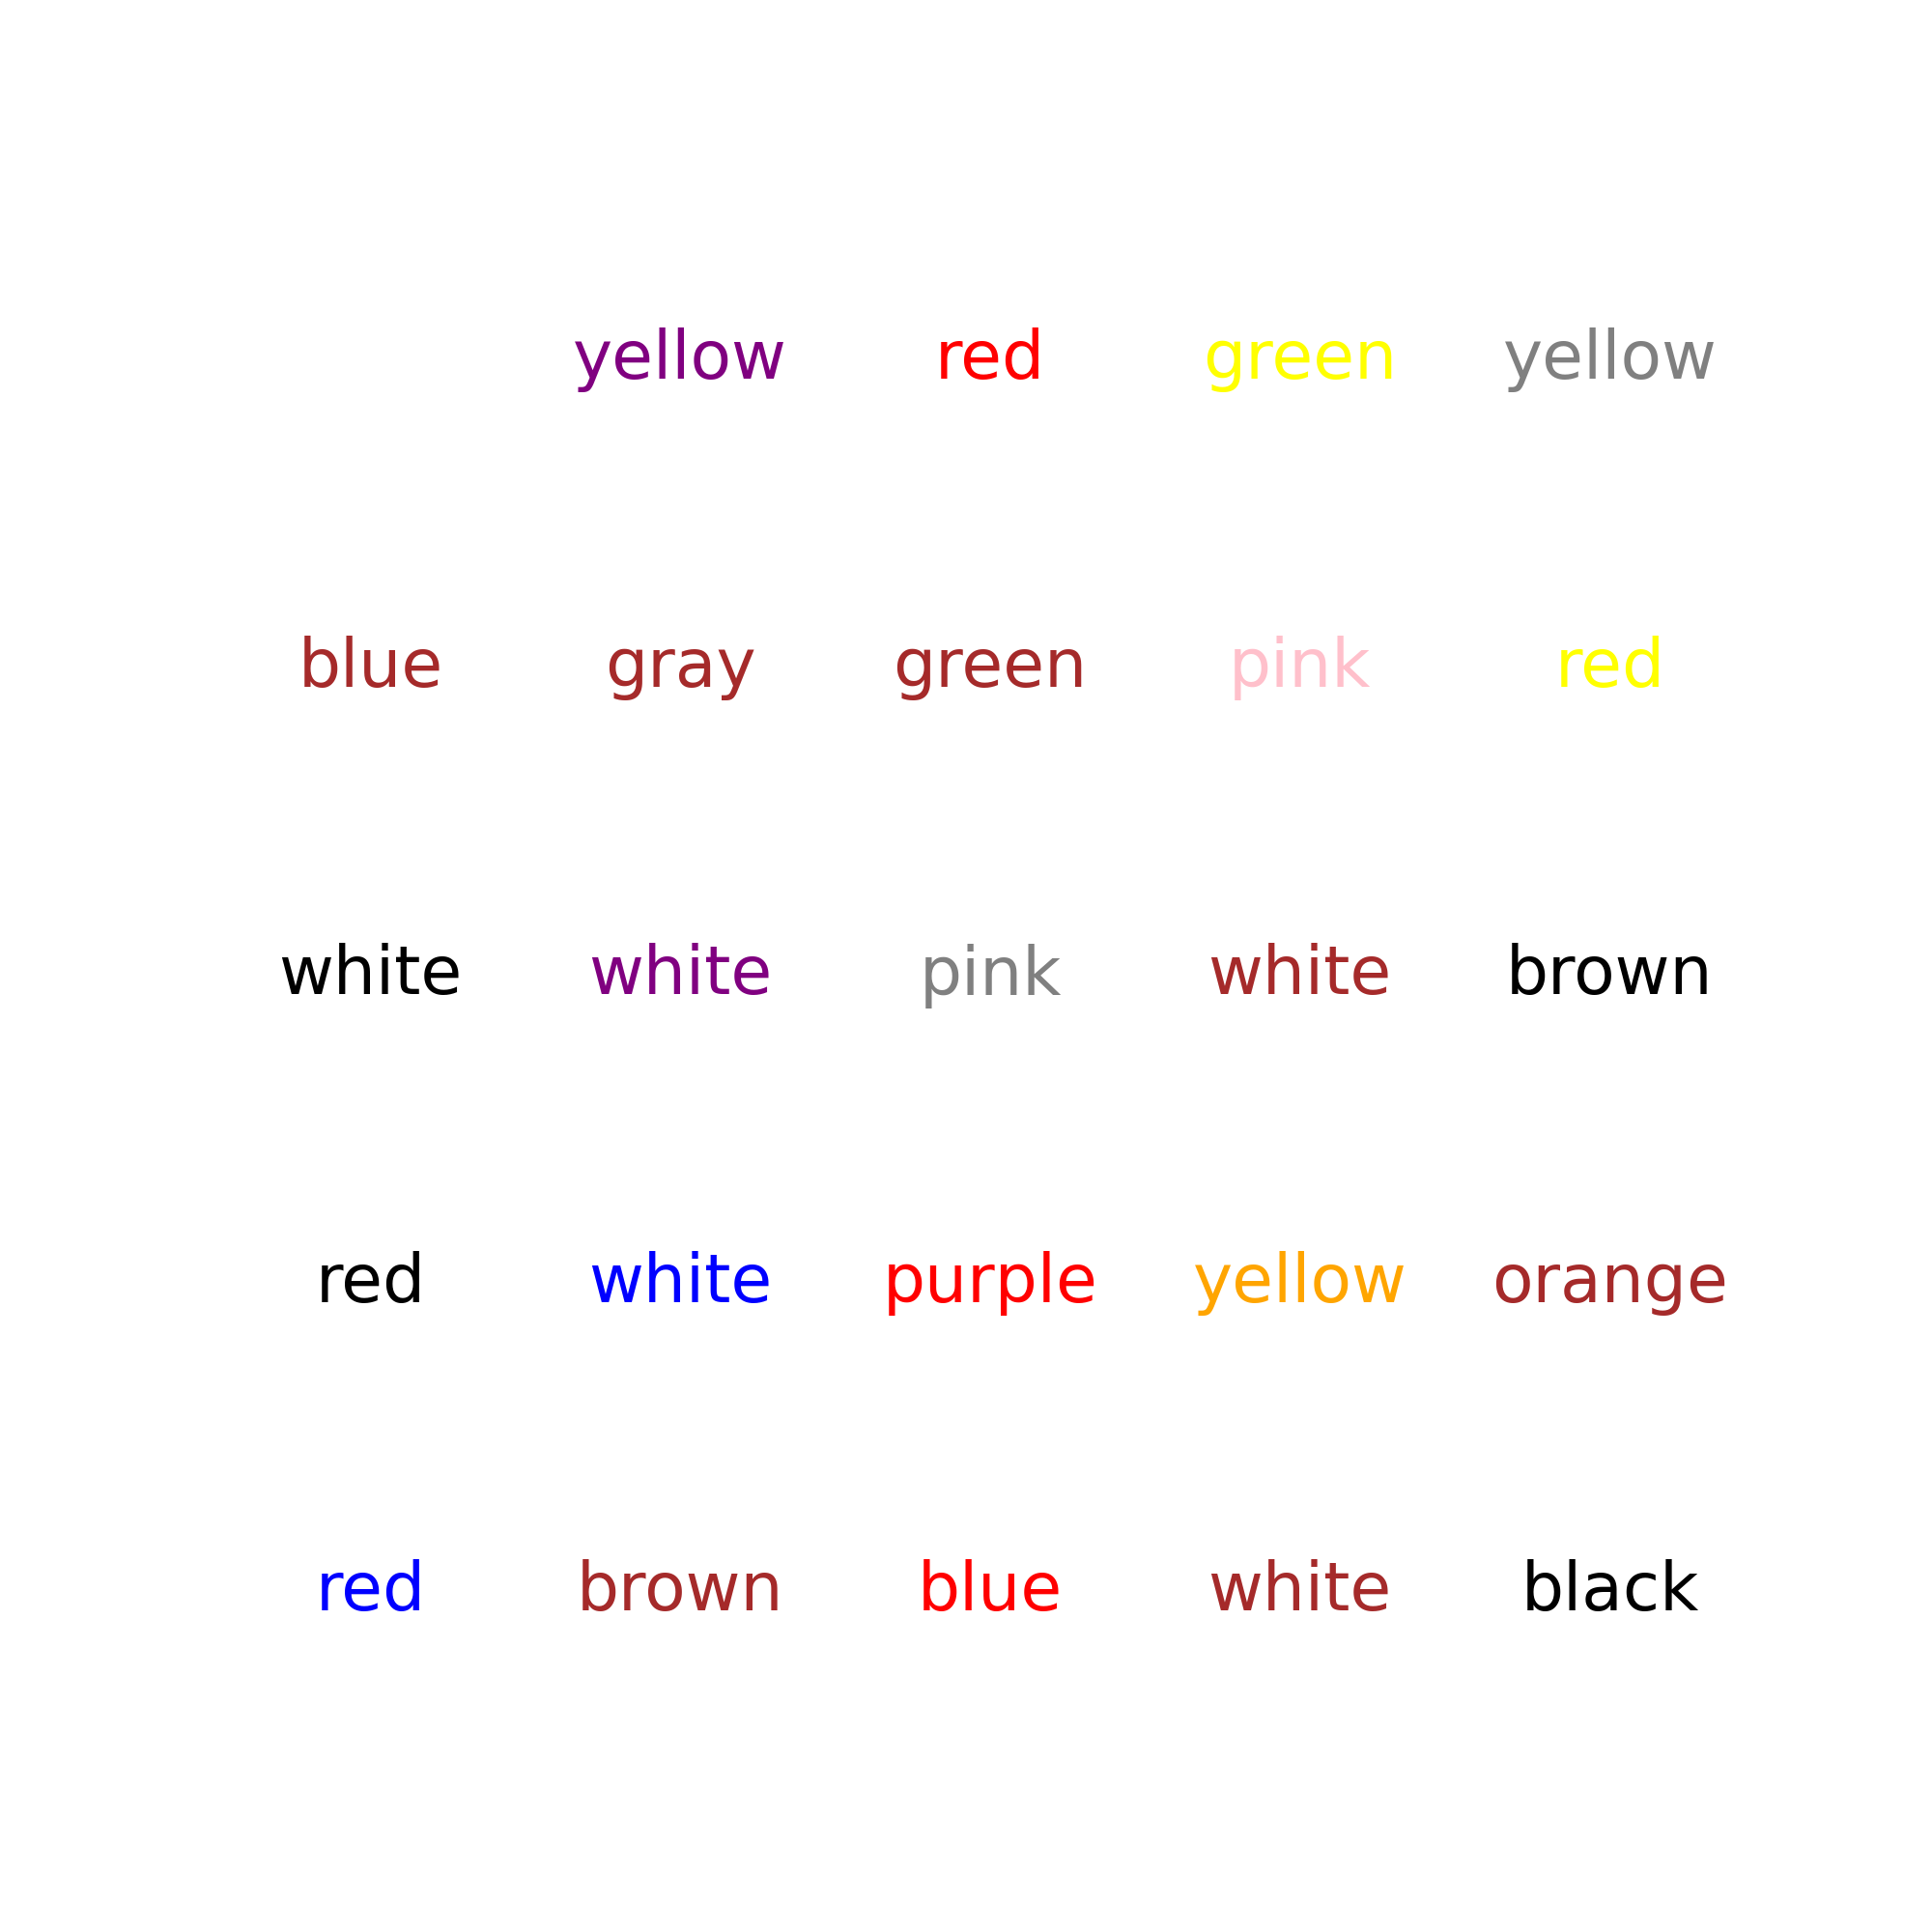 yellow red green yellow
blue gray green pink red
white white pink white brown
red white purple yellow orange
red brown blue white black